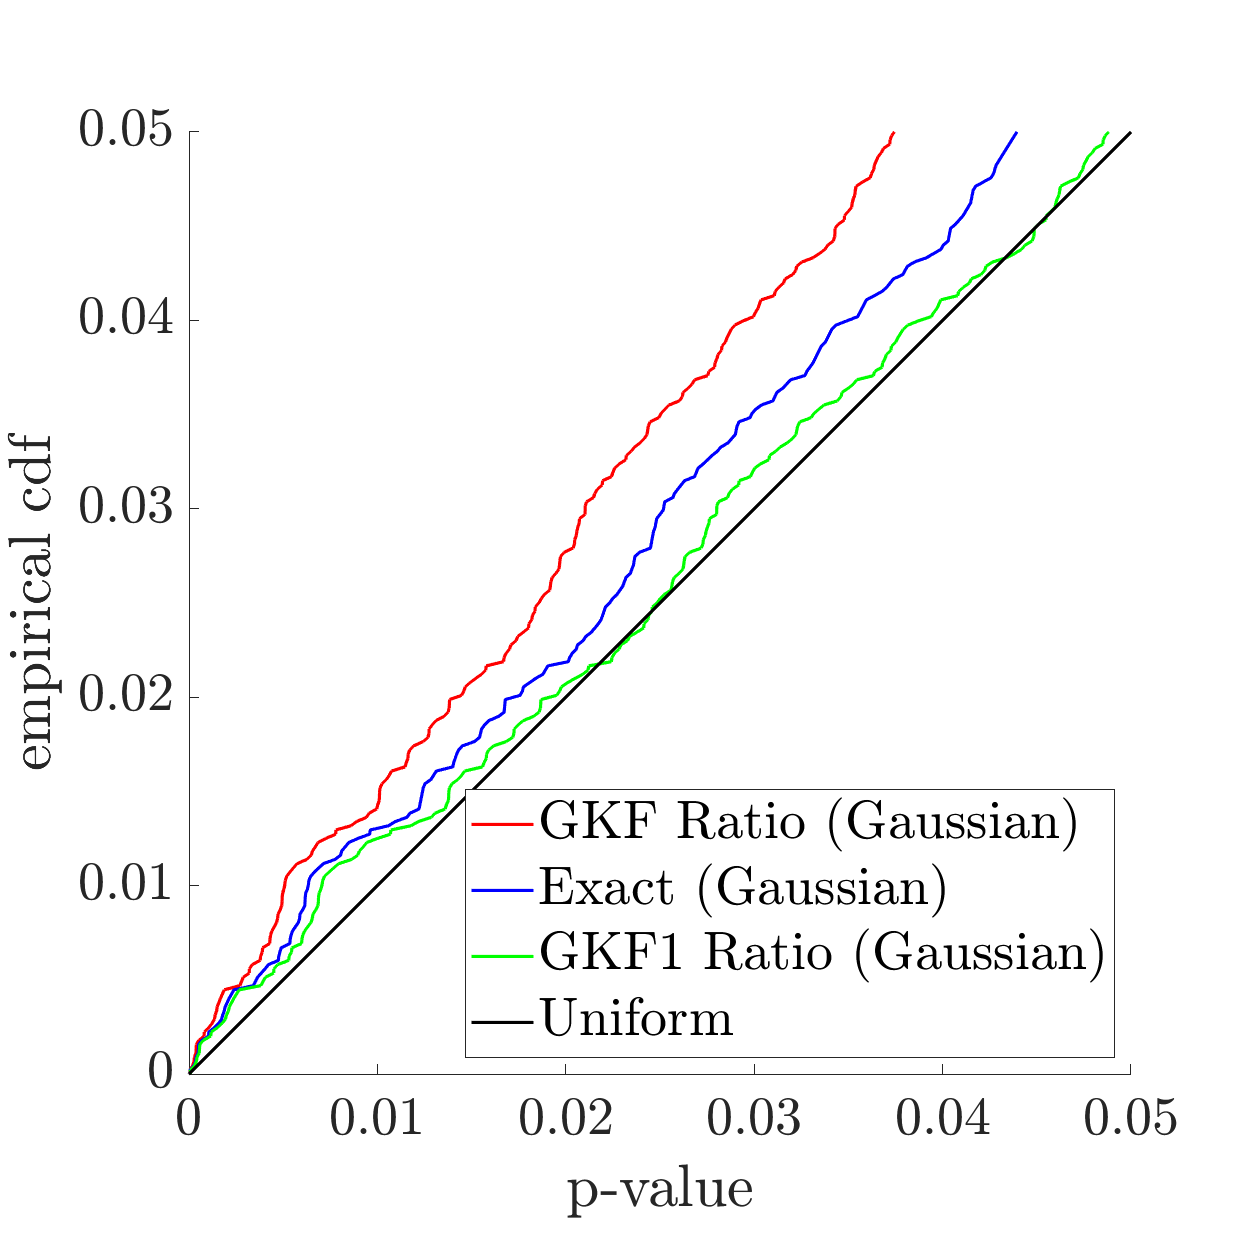 0.05
0.04
0.03
0.02
0.01
0
empirical cdf
GKF Ratio (Gaussian)
Exact (Gaussian)
GKF1 Ratio (Gaussian)
Uniform
0 0.01 0.02 0.03 0.04 0.05
p-value